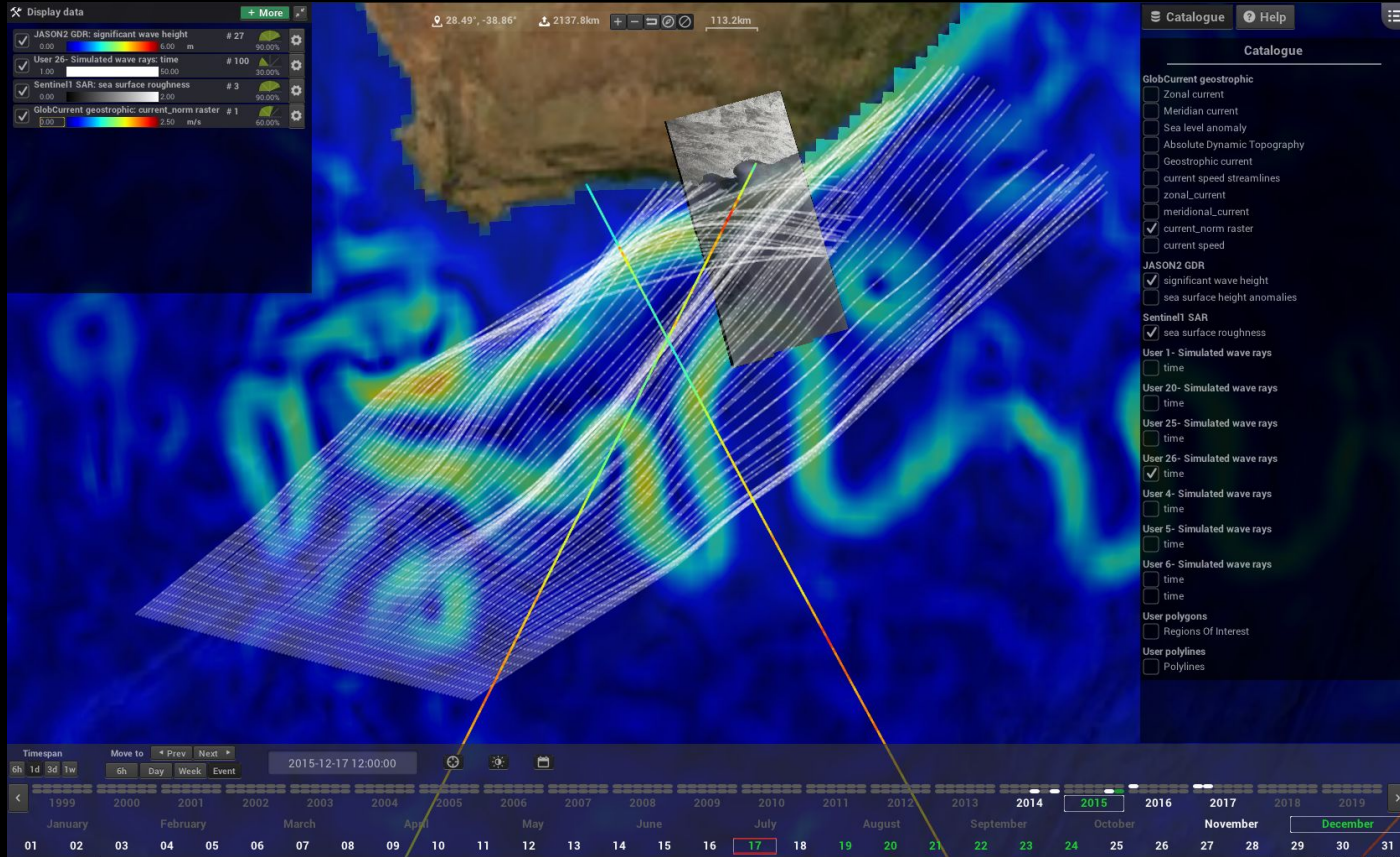 Display data
+ More
JASON2 GDR: significant wave height # 27
0.00 6.00 m 90.00%
User 26- Simulated wave rays: time # 100
1.00 50.00 30.00%
Sentinel1 SAR: sea surface roughness # 3
0.00 2.00 90.00%
GlobCurrent geostrophic: current_norm raster # 1
0.00 2.50 m/s 60.00%
28.49°, -38.86° 2137.8km 113.2km
Catalogue Help
Catalogue
GlobCurrent geostrophic
Zonal current
Meridian current
Sea level anomaly
Absolute Dynamic Topography
Geostrophic current
current speed streamlines
zonal_current
meridional_current
current_norm raster
current speed
JASON2 GDR
significant wave height
sea surface height anomalies
Sentinel1 SAR
sea surface roughness
User 1- Simulated wave rays
time
User 20- Simulated wave rays
time
User 25- Simulated wave rays
time
User 26- Simulated wave rays
time
User 4- Simulated wave rays
time
User 5- Simulated wave rays
time
User 6- Simulated wave rays
time
time
User polygons
Regions Of Interest
User polylines
Polylines
Timespan
6h 1d 3d 1w
Move to Prev Next
6h Day Week Event
2015-12-17 12:00:00
1999 2000 2001 2002 2003 2004 2005 2006 2007 2008 2009 2010 2011 2012 2013 2014 2015 2016 2017 2018 2019
January February March April May June July August September October November December
01 02 03 04 05 06 07 08 09 10 11 12 13 14 15 16 17 18 19 20 21 22 23 24 25 26 27 28 29 30 31